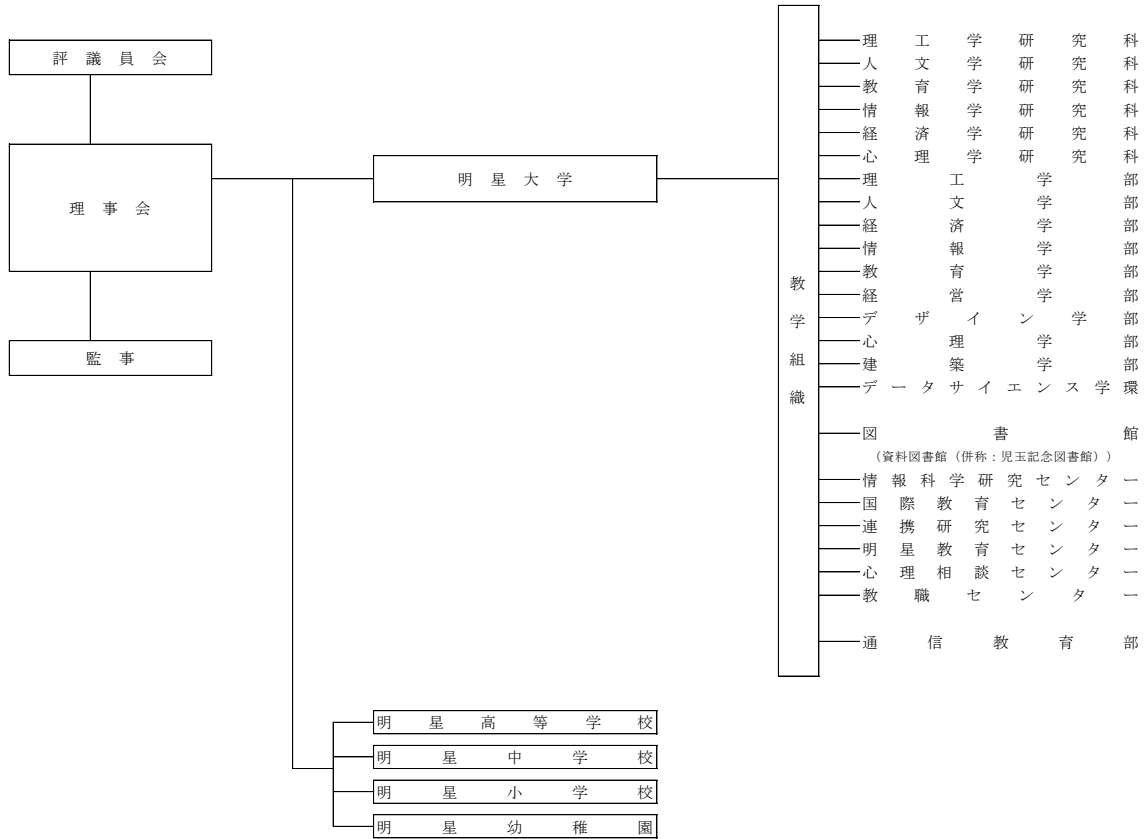 評議員会
理事会
監事
明星大学
教学組織
理工学研究科
人文学研究科
教育学研究科
情報学研究科
経済学研究科
心理学研究科
理工学部
人文学部
経済学部
情報学部
教育学部
経営学部
デザイン学部
心理学部
建築学部
データサイエンス学環
図書館
（資料図書館（併称：児玉記念図書館））
情報科学研究センター
国際教育センター
連携研究センター
明星教育センター
心理相談センター
教職センター
通信教育部
明星高等学校
明星中学校
明星小学校
明星幼稚園